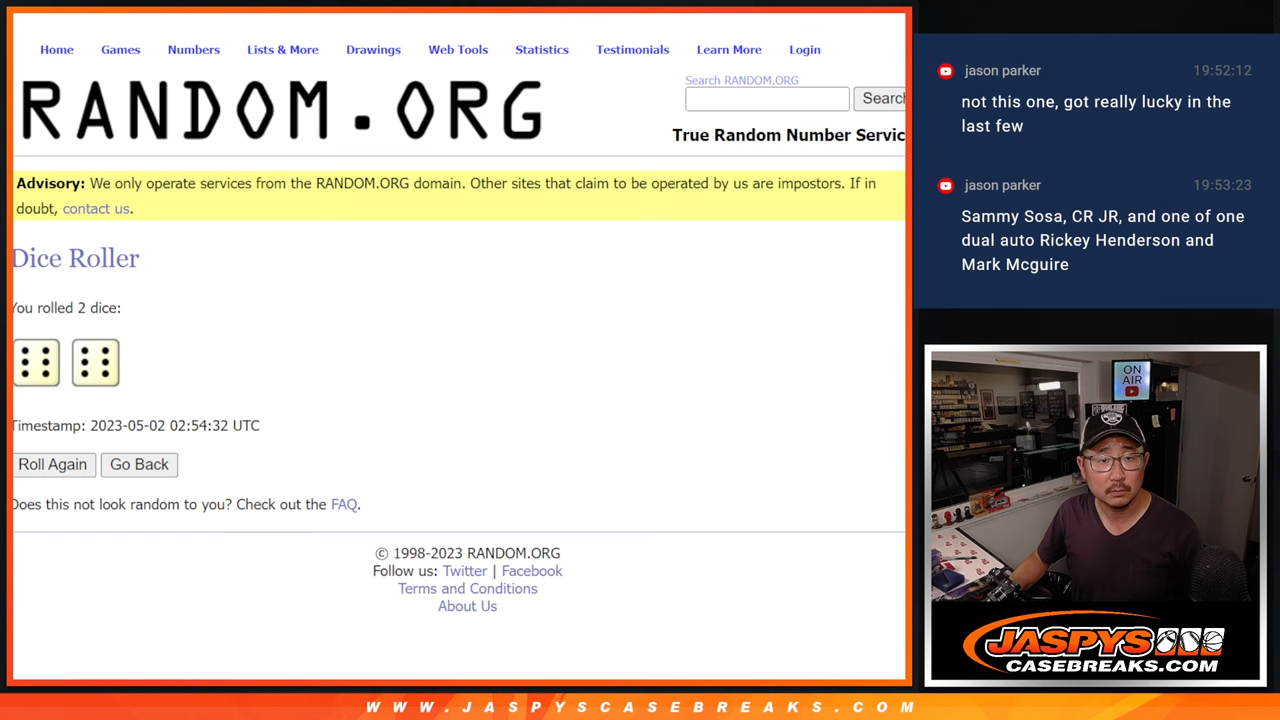 Home Games Numbers Lists & More Drawings Web Tools Statistics Testimonials Learn More Login
RANDOM.ORG
Search RANDOM.ORG
Search
True Random Number Servic
Advisory: We only operate services from the RANDOM.ORG domain. Other sites that claim to be operated by us are impostors. If in
doubt, contact us.
Dice Roller
You rolled 2 dice:
Timestamp: 2023-05-02 02:54:32 UTC
Roll Again Go Back
Does this not look random to you? Check out the FAQ.
© 1998-2023 RANDOM.ORG
Follow us: Twitter | Facebook
Terms and Conditions
About Us
jason parker 19:52:12
not this one, got really lucky in the
last few
jason parker 19:53:23
Sammy Sosa, CR JR, and one of one
dual auto Rickey Henderson and
Mark Mcguire
ON
AIR
JASPYS
CASEBREAKS.COM
WWW.JASPYSCASEBREAKS.COM